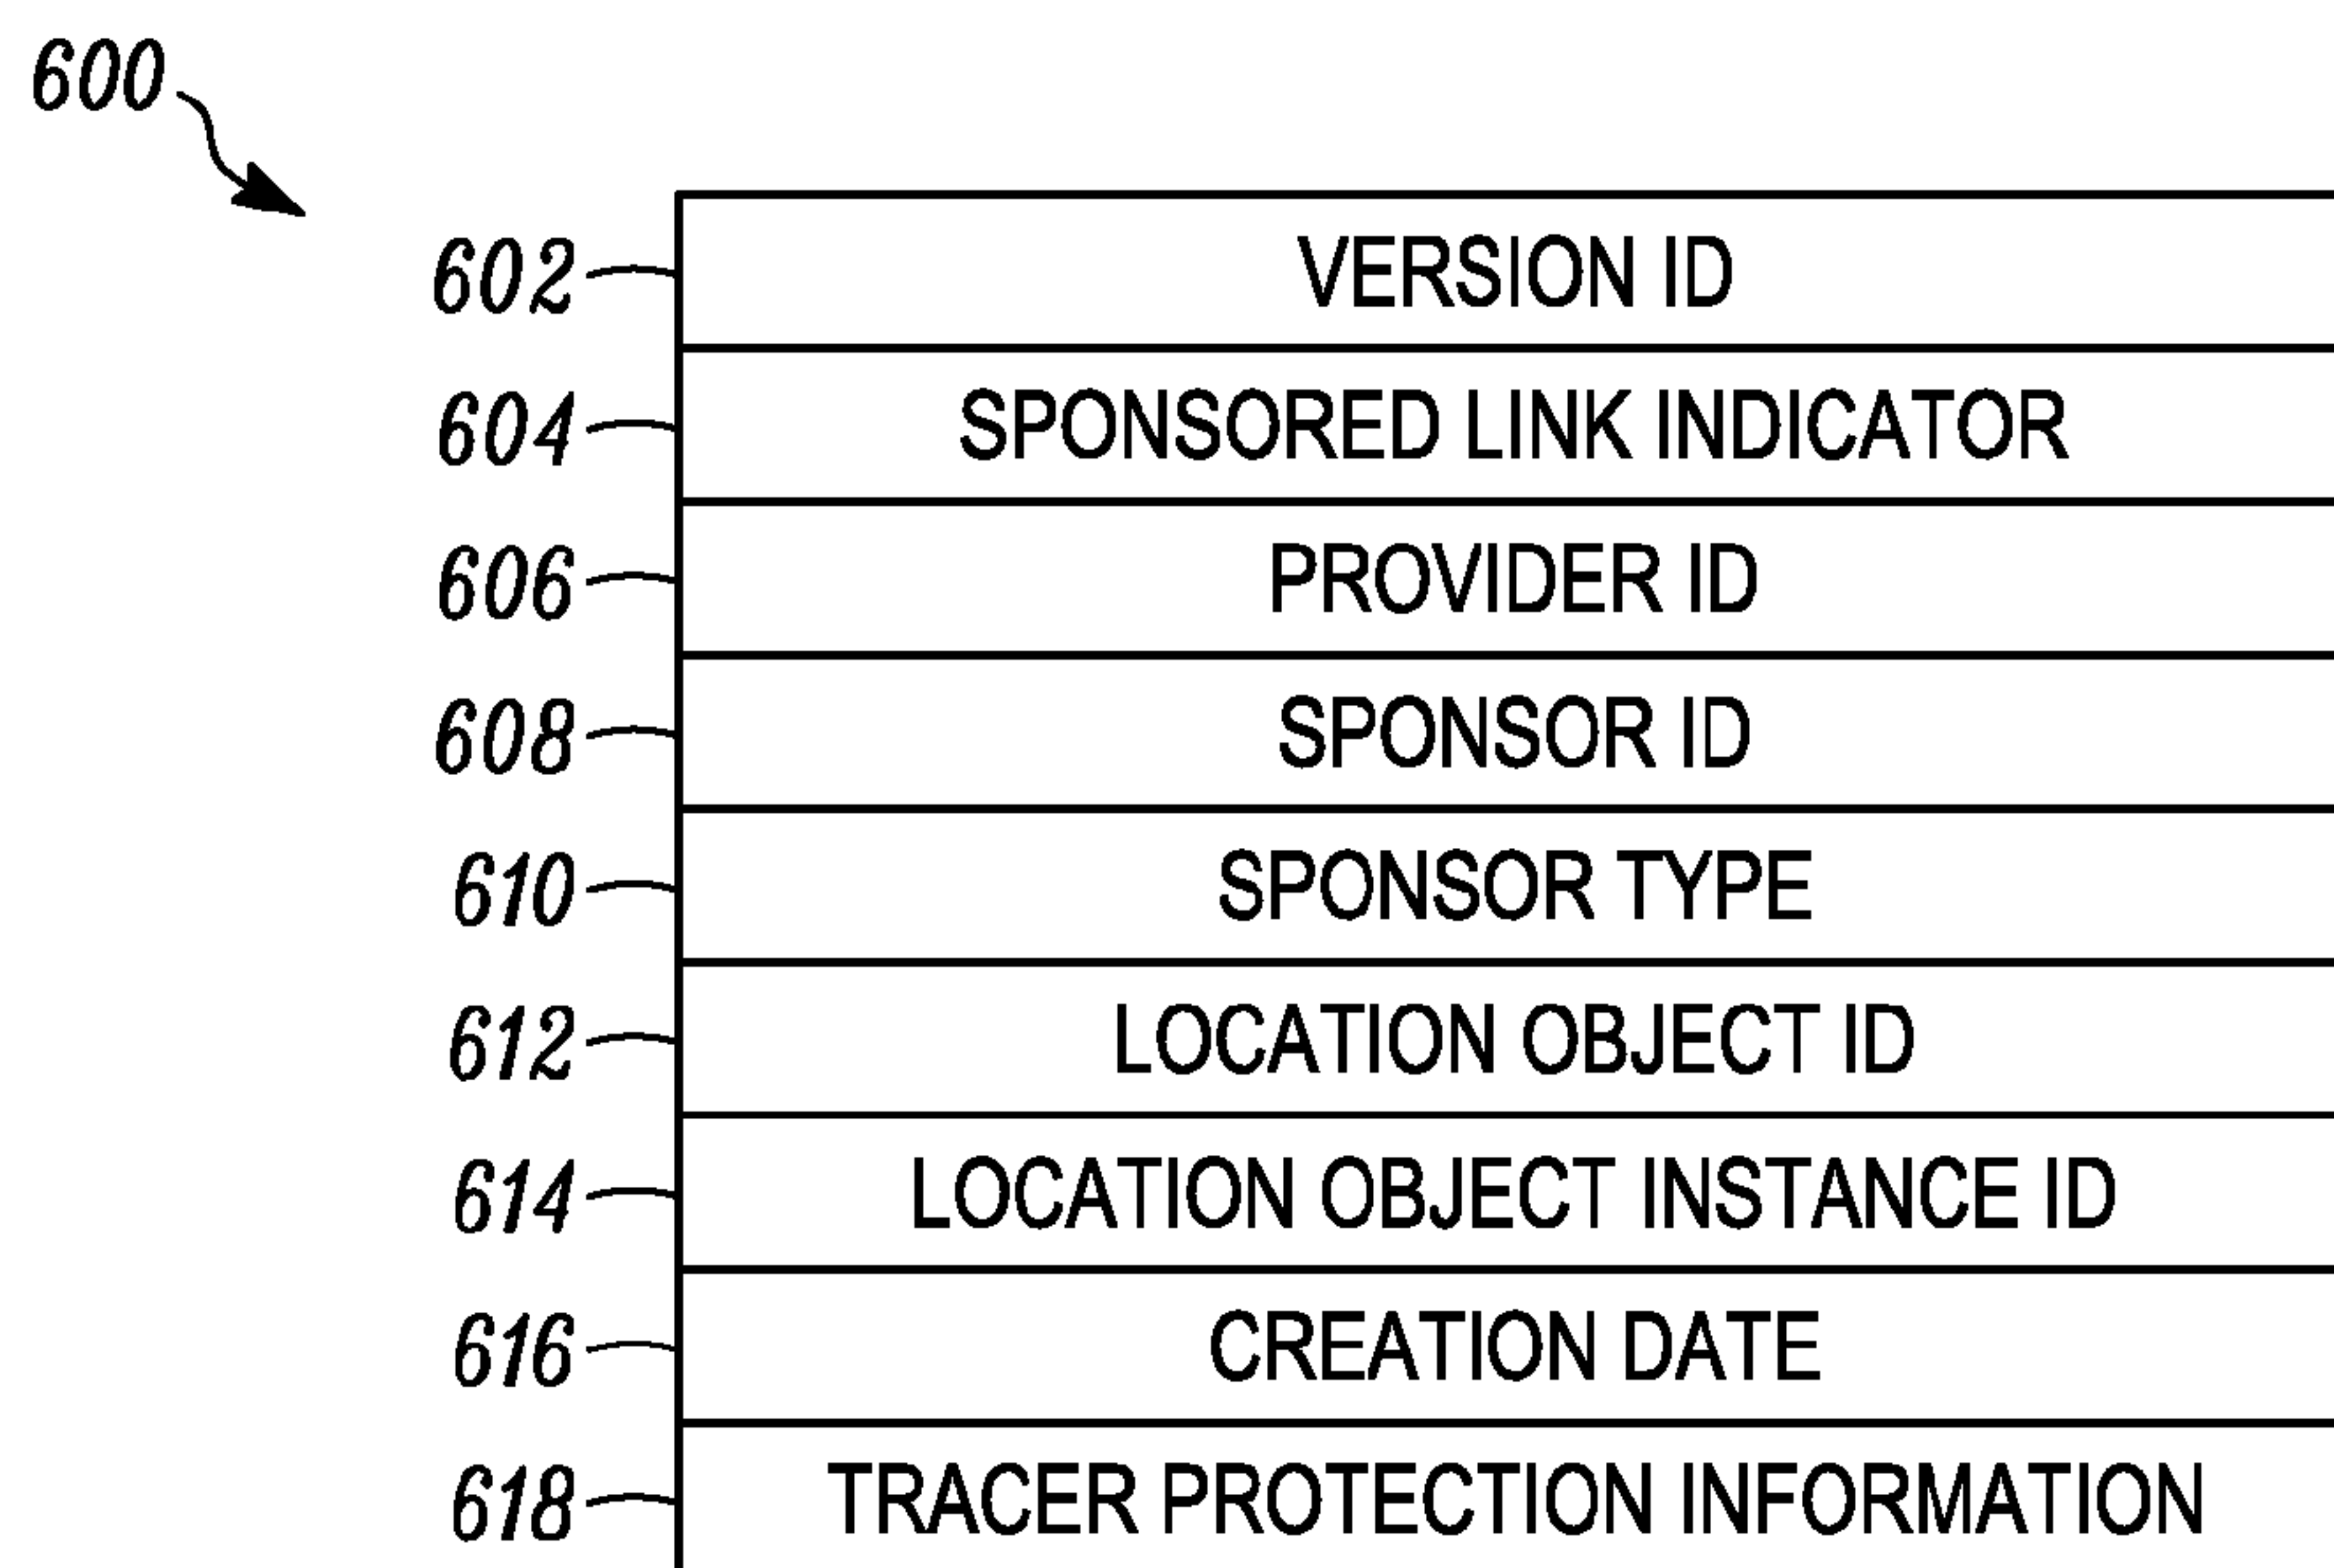 600
602 VERSION ID
604 SPONSORED LINK INDICATOR
606 PROVIDER ID
608 SPONSOR ID
610 SPONSOR TYPE
612 LOCATION OBJECT ID
614 LOCATION OBJECT INSTANCE ID
616 CREATION DATE
618 TRACER PROTECTION INFORMATION